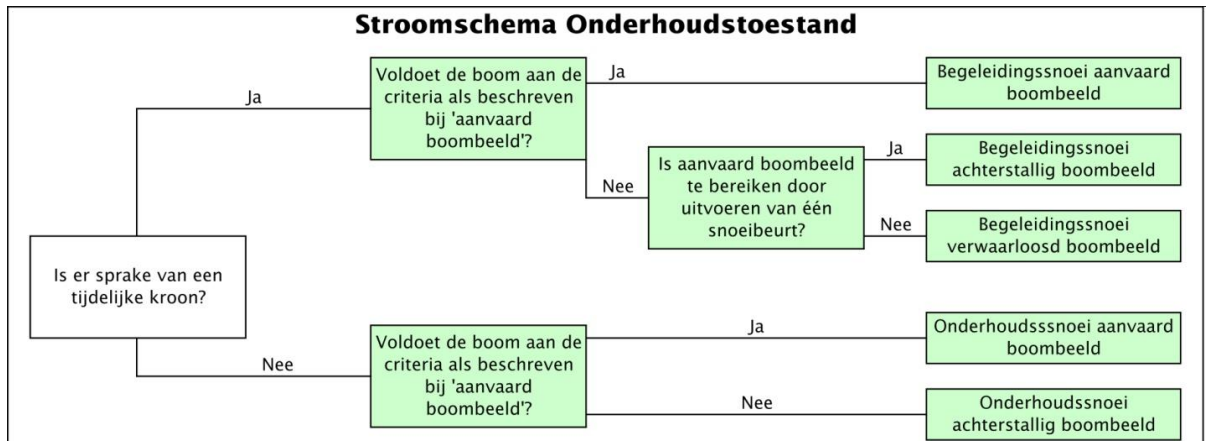 Stroomschema Onderhoudstoestand
Is er sprake van een
tijdelijke kroon?
Ja
Voldoet de boom aan de
criteria als beschreven
bij 'aanvaard
boombeeld'?
Ja
Begeleidingssnoei aanvaard
boombeeld
Nee
Is aanvaard boombeeld
te bereiken door
uitvoeren van één
snoeibeurt?
Ja
Begeleidingssnoei
achterstallig boombeeld
Nee
Begeleidingssnoei
verwaarloosd boombeeld
Nee
Voldoet de boom aan de
criteria als beschreven
bij 'aanvaard
boombeeld'?
Ja
Onderhoudsssnoei aanvaard
boombeeld
Nee
Onderhoudssnoei
achterstallig boombeeld